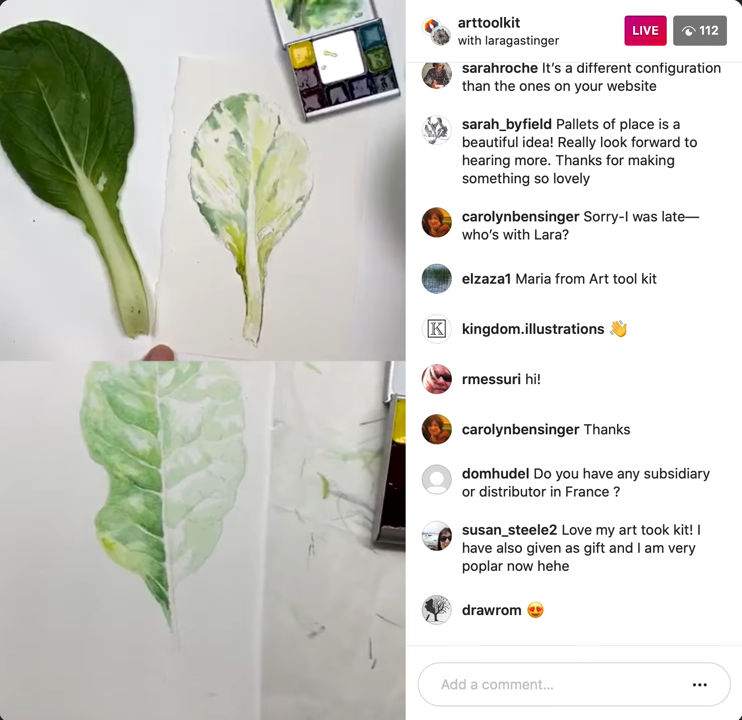 arttoolkit
with laragastinger
LIVE
112
sarahroche It’s a different configuration
than the ones on your website
sarah_byfield Pallets of place is a
beautiful idea! Really look forward to
hearing more. Thanks for making
something so lovely
carolynbensinger Sorry-I was late—
who’s with Lara?
elzaza1 Maria from Art tool kit
K
kingdom.illustrations 👋
rmessuri hi!
carolynbensinger Thanks
domhudel Do you have any subsidiary
or distributor in France ?
susan_steele2 Love my art took kit! I
have also given as gift and I am very
poplar now hehe
drawrom 😍
Add a comment...